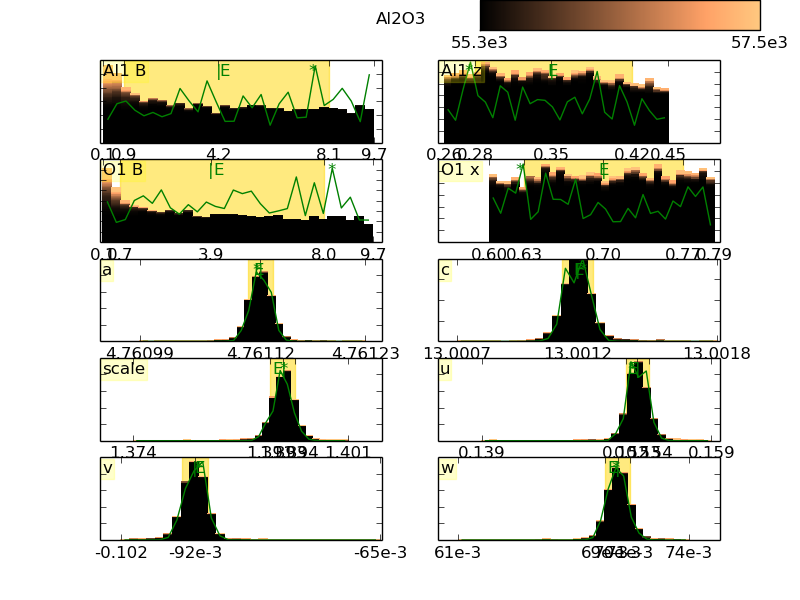 Al2O3
55.3e3 57.5e3
Al1 B |E *
Al1 z * E
0.1 0.9 4.2 8.1 9.7
0.26 0.28 0.35 0.42 0.45
O1 B |E *
O1 x * E
0.1 0.7 3.9 8.0 9.7
0.60 0.63 0.70 0.77 0.79
a E
c E
4.76099 4.76112 4.76123
13.0007 13.0012 13.0018
scale E*
u E
1.374 1.394 1.401
0.139 0.154 0.159
v E
w E
-0.102 -92e-3 -65e-3
61e-3 74e-3